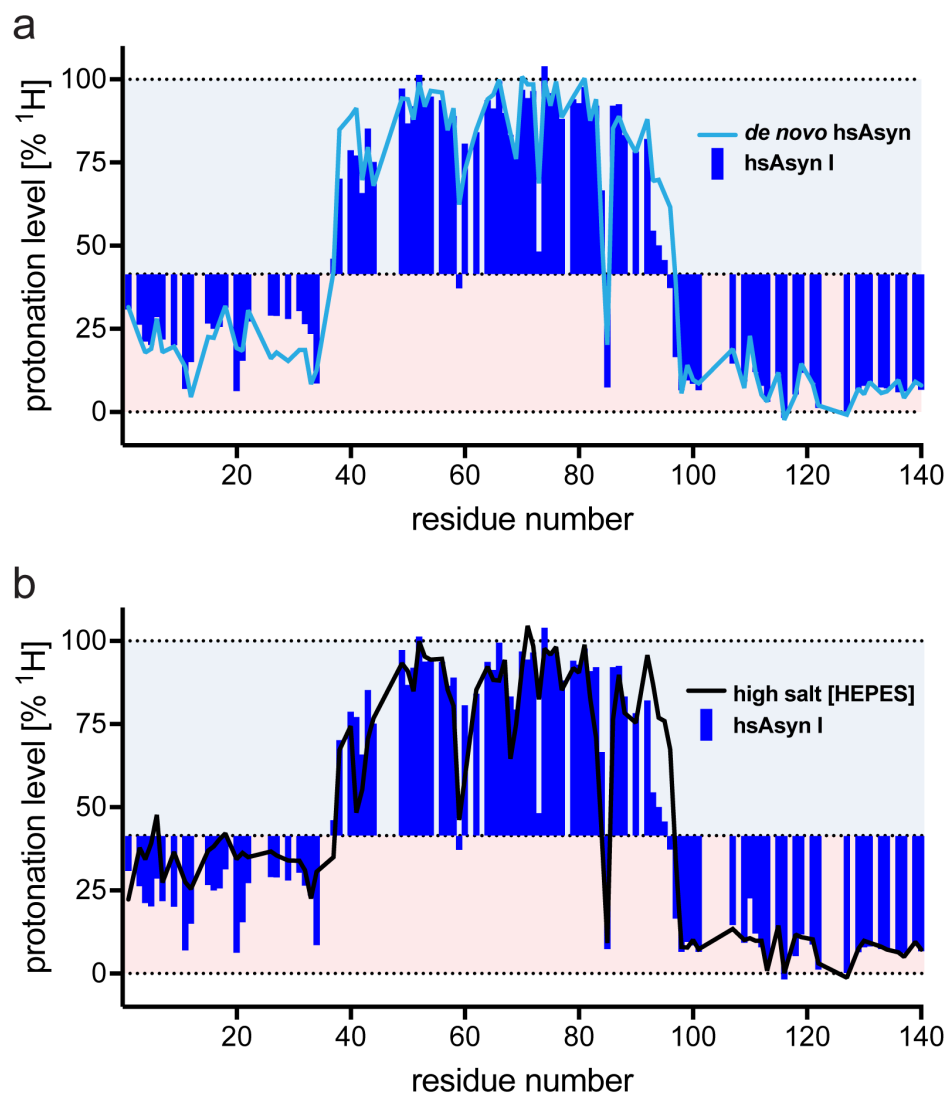 a
protonation level [% ¹H]
100
75
50
25
0
de novo hsAsyn
hsAsyn I
20 40 60 80 100 120 140
residue number
b
protonation level [% ¹H]
100
75
50
25
0
high salt [HEPES]
hsAsyn I
20 40 60 80 100 120 140
residue number